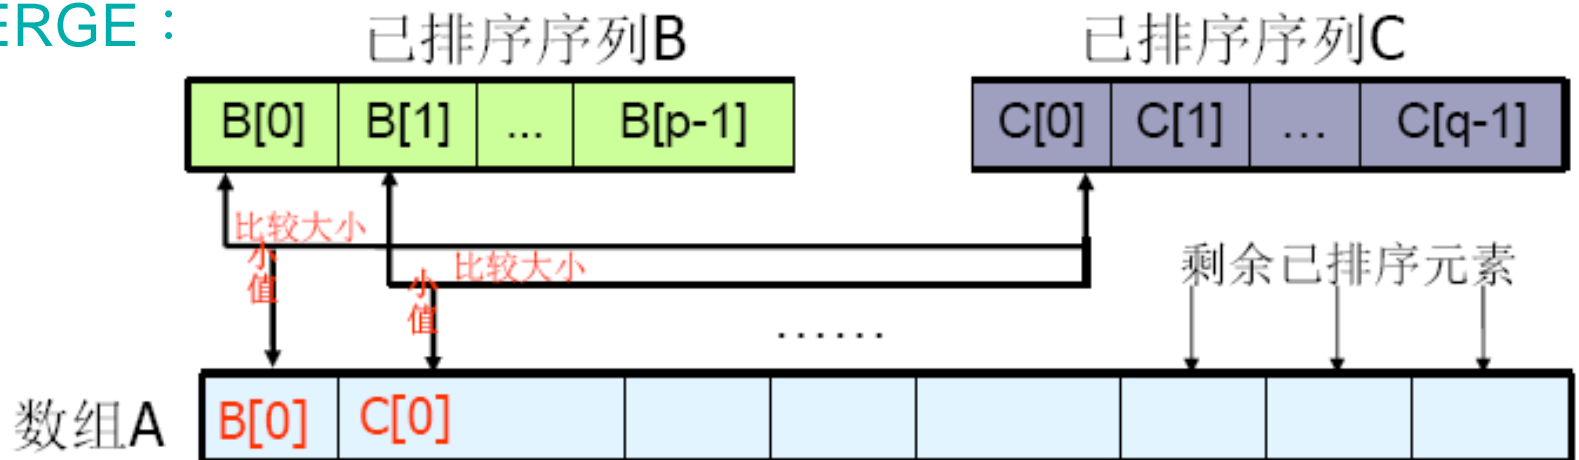 ERGE：
已排序序列B 已排序序列C
B[0] B[1] ... B[p-1] C[0] C[1] ... C[q-1]
比较大小
小值
比较大小
小值
剩余已排序元素
......
数组A B[0] C[0]